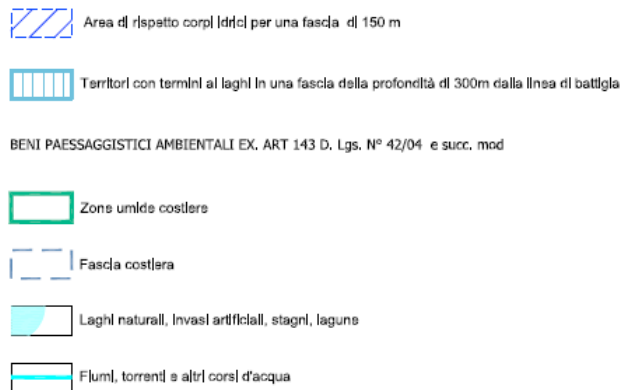 Area di rispetto corpi idrici per una fascia di 150 m
Territori con termini ai laghi in una fascia della profondità di 300m dalla linea di battigia
BENI PAESSAGGISTICI AMBIENTALI EX. ART 143 D. Lgs. N° 42/04 e succ. mod
Zone umide costiere
Fascia costiera
Laghi naturali, invasi artificiali, stagni, lagune
Fiumi, torrenti e altri corsi d'acqua